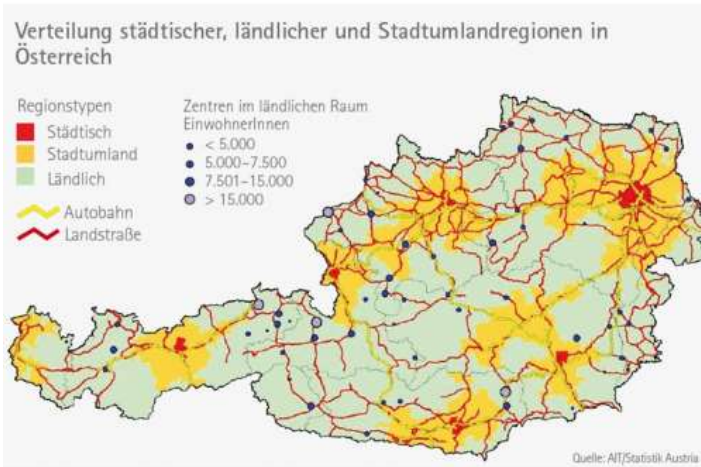 Verteilung städtischer, ländlicher und Stadtumlandregionen in
Österreich
Regionstypen
Städtisch
Stadtumland
Ländlich
Autobahn
Landstraße
Zentren im ländlichen Raum
EinwohnerInnen
< 5.000
5.000–7.500
7.501–15.000
> 15.000
Quelle: AIT/Statistik Austria